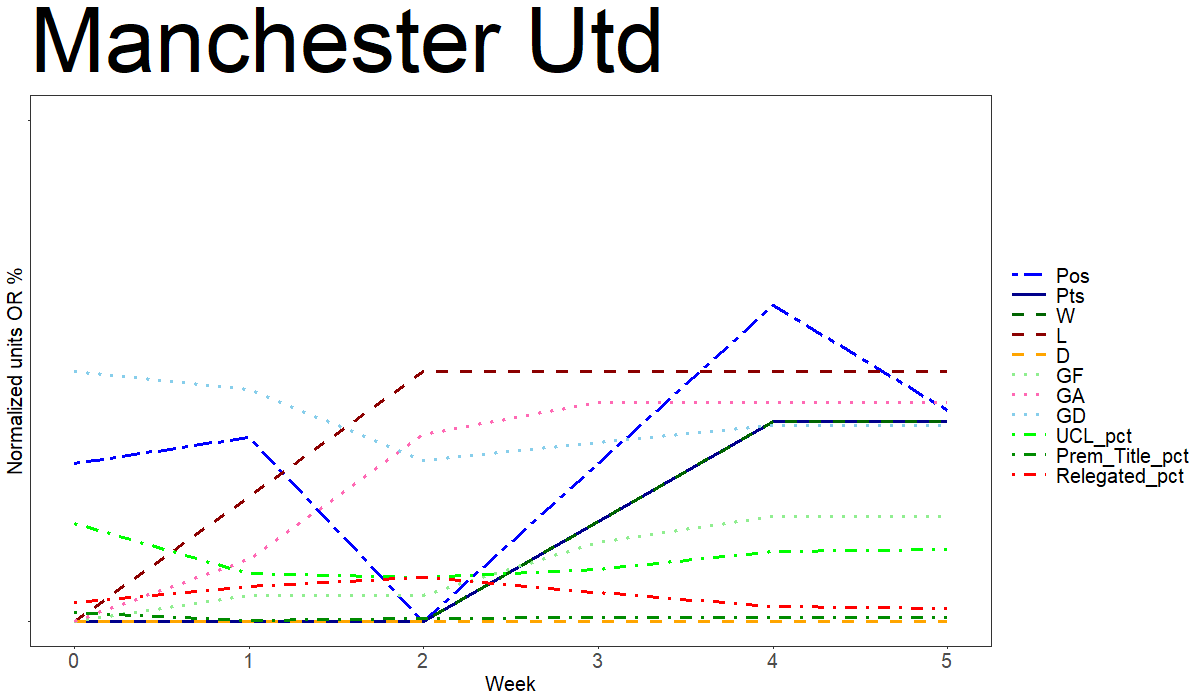 Manchester Utd
Normalized units OR %
0 1 2 3 4 5
Week
Pos
Pts
W
L
D
GF
GA
GD
UCL_pct
Prem_Title_pct
Relegated_pct